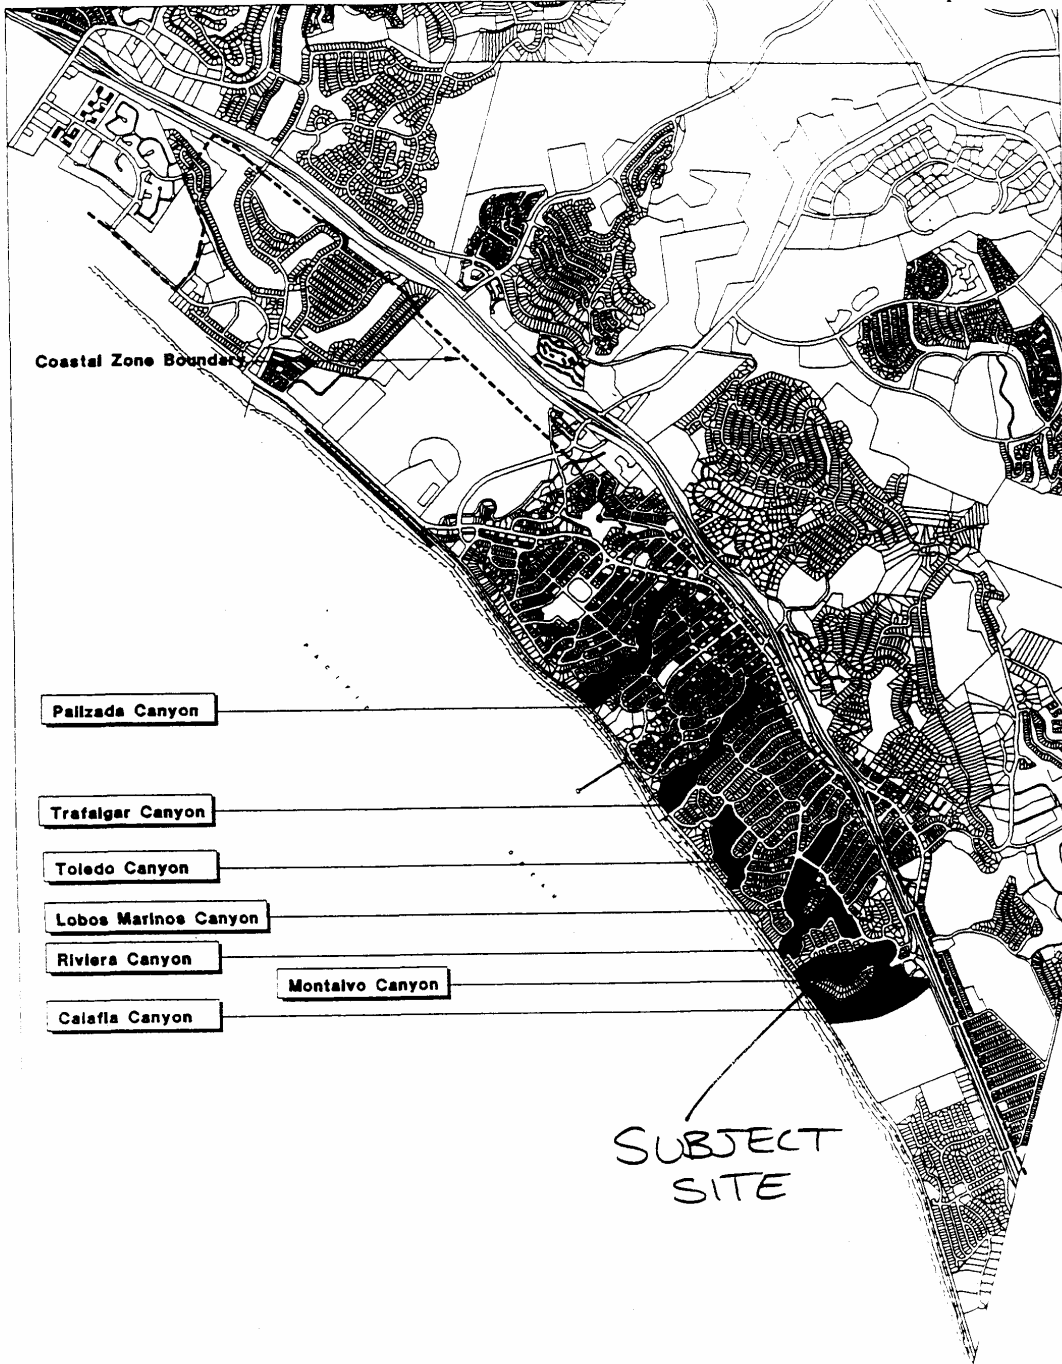 Coastal Zone Boundary
Palizada Canyon
Trafalgar Canyon
Toledo Canyon
Lobos Marinos Canyon
Riviera Canyon
Montalvo Canyon
Calafia Canyon
SUBJECT
SITE